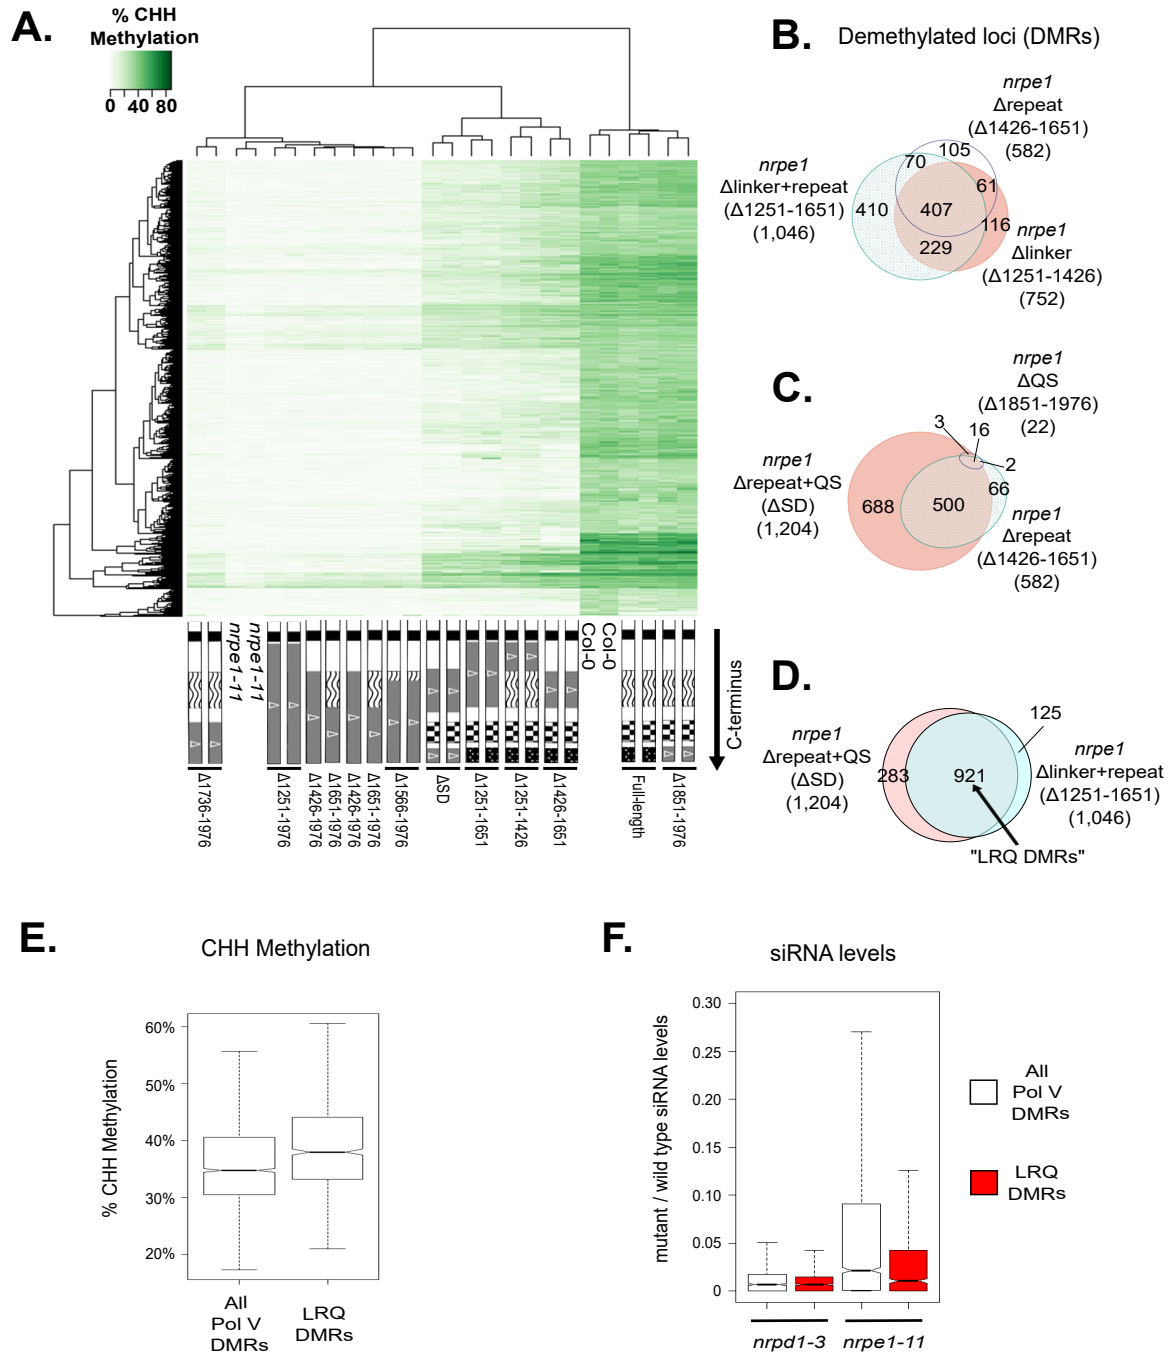 A.
% CHH
Methylation
0 40 80
nrpe1-11
nrpe1-11
Col-0
Col-0
C-terminus
Δ1736-1976
Δ1251-1976
Δ1426-1976
Δ1651-1976
Δ1426-1976
Δ1651-1976
Δ1566-1976
ΔSD
Δ1251-1651
Δ1251-1426
Δ1426-1651
Full-length
Δ1851-1976
B.
Demethylated loci (DMRs)
nrpe1
Δrepeat
(Δ1426-1651)
(582)
nrpe1
Δlinker+repeat
(Δ1251-1651)
(1,046)
105
70
61
410
407
116
229
nrpe1
Δlinker
(Δ1251-1426)
(752)
C.
nrpe1
ΔQS
(Δ1851-1976)
(22)
3
16
2
nrpe1
Δrepeat+QS
(ΔSD)
(1,204)
688
500
66
nrpe1
Δrepeat
(Δ1426-1651)
(582)
D.
125
nrpe1
Δrepeat+QS
(ΔSD)
(1,204)
283
921
nrpe1
Δlinker+repeat
(Δ1251-1651)
(1,046)
"LRQ DMRs"
E.
CHH Methylation
% CHH Methylation
60%
50%
40%
30%
20%
All
Pol V
DMRs
LRQ
DMRs
F.
siRNA levels
mutant / wild type siRNA levels
0.30
0.25
0.20
0.15
0.10
0.05
0
nrpd1-3
nrpe1-11
All
Pol V
DMRs
LRQ
DMRs